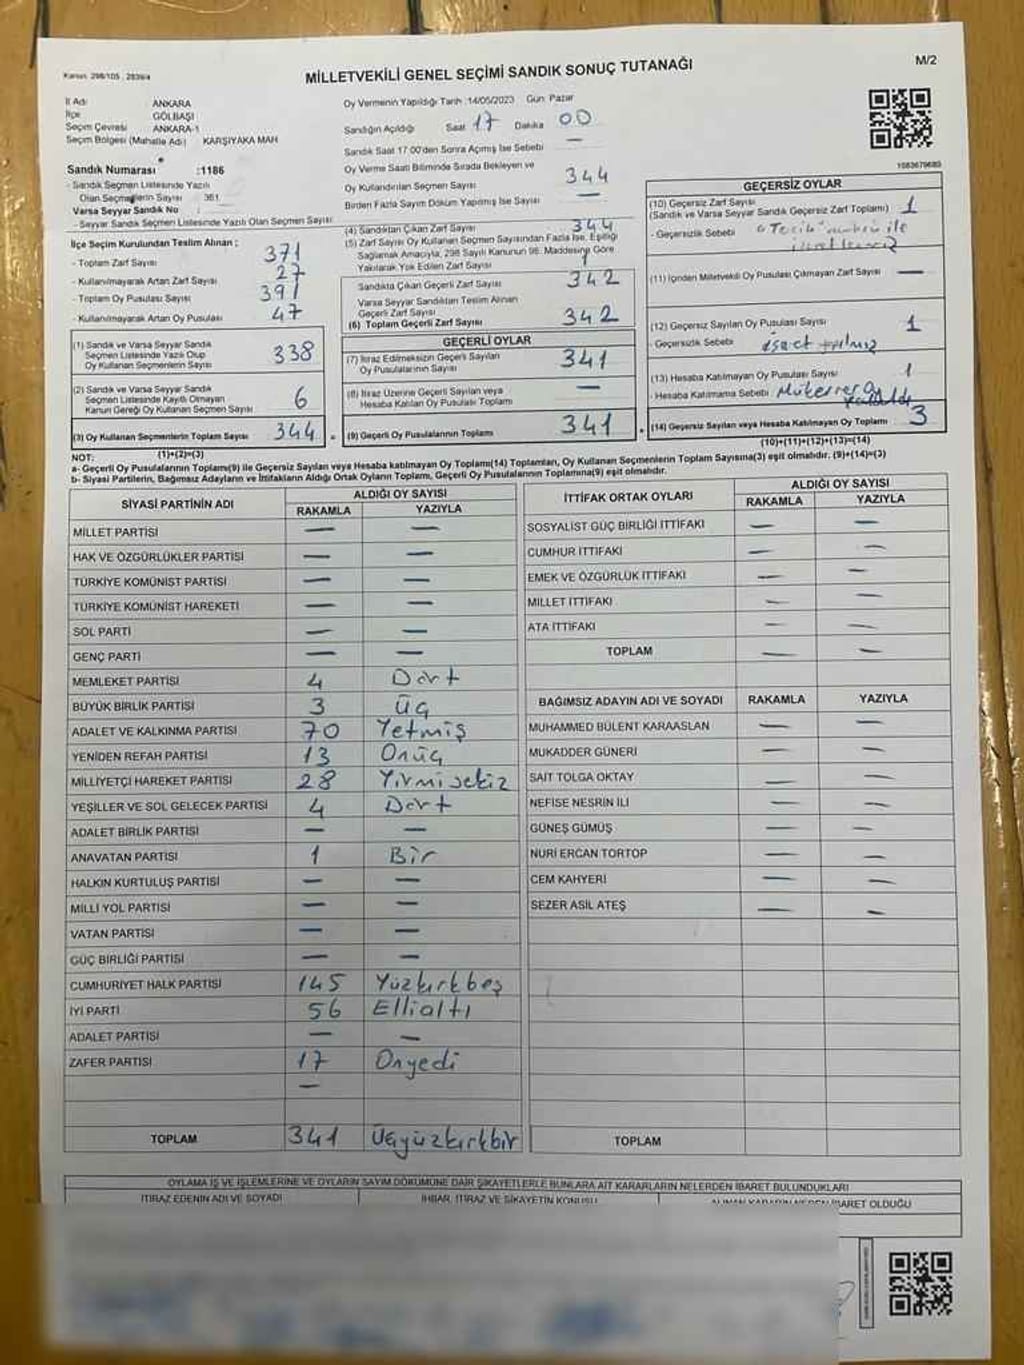 Kanun: 298/105, 2839/4
MİLLETVEKİLİ GENEL SEÇİMİ SANDIK SONUÇ TUTANAĞI
M/2
İl Adı ANKARA
İlçe GÖLBAŞI
Seçim Çevresi ANKARA-1
Seçim Bölgesi (Mahalle Adı) KARŞIYAKA MAH
Sandık Numarası :1186
- Sandık Seçmen Listesinde Yazılı
Olan Seçmenlerin Sayısı : 361
Varsa Seyyar Sandık No :
- Seyyar Sandık Seçmen Listesinde Yazılı Olan Seçmen Sayısı:
İlçe Seçim Kurulundan Teslim Alınan ;
- Toplam Zarf Sayısı 371
- Kullanılmayarak Artan Zarf Sayısı 27
- Toplam Oy Pusulası Sayısı 391
- Kullanılmayarak Artan Oy Pusulası 47
(1) Sandık ve Varsa Seyyar Sandık
Seçmen Listesinde Yazılı Olup
Oy Kullanan Seçmenlerin Sayısı 338
(2) Sandık ve Varsa Seyyar Sandık
Seçmen Listesinde Kayıtlı Olmayan
Kanun Gereği Oy Kullanan Seçmen Sayısı 6
(3) Oy Kullanan Seçmenlerin Toplam Sayısı 344 =
(1)+(2)=(3)
Oy Vermenin Yapıldığı Tarih :14/05/2023 Gün: Pazar
Sandığın Açıldığı Saat 17 Dakika 00
Sandık Saat 17:00'den Sonra Açılmış İse Sebebi —
Oy Verme Saati Bitiminde Sırada Bekleyen ve
Oy Kullandırılan Seçmen Sayısı 344
Birden Fazla Sayım Döküm Yapılmış İse Sayısı —
(4) Sandıktan Çıkan Zarf Sayısı 344
(5) Zarf Sayısı Oy Kullanan Seçmen Sayısından Fazla İse, Eşitliği
Sağlamak Amacıyla, 298 Sayılı Kanunun 98. Maddesine Göre
Yakılarak Yok Edilen Zarf Sayısı
Sandıkta Çıkan Geçerli Zarf Sayısı 342
Varsa Seyyar Sandıktan Teslim Alınan
Geçerli Zarf Sayısı
(6) Toplam Geçerli Zarf Sayısı 342
GEÇERLİ OYLAR
(7) İtiraz Edilmeksizin Geçerli Sayılan
Oy Pusulalarının Sayısı 341
(8) İtiraz Üzerine Geçerli Sayılan veya
Hesaba Katılan Oy Pusulası Toplamı —
(9) Geçerli Oy Pusulalarının Toplamı 341 +
1083679689
GEÇERSİZ OYLAR
(10) Geçersiz Zarf Sayısı
(Sandık ve Varsa Seyyar Sandık Geçersiz Zarf Toplamı) 1
- Geçersizlik Sebebi
(11) İçinden Milletvekili Oy Pusulası Çıkmayan Zarf Sayısı —
(12) Geçersiz Sayılan Oy Pusulası Sayısı 1
- Geçersizlik Sebebi
(13) Hesaba Katılmayan Oy Pusulası Sayısı 1
- Hesaba Katılmama Sebebi Mükerrer Oy
(14) Geçersiz Sayılan veya Hesaba Katılmayan Oy Toplamı 3
(10)+(11)+(12)+(13)=(14)
NOT:
a- Geçerli Oy Pusulalarının Toplamı(9) ile Geçersiz Sayılan veya Hesaba katılmayan Oy Toplamı(14) Toplamları, Oy Kullanan Seçmenlerin Toplam Sayısına(3) eşit olmalıdır. (9)+(14)=(3)
b- Siyasi Partilerin, Bağımsız Adayların ve İttifakların Aldığı Ortak Oyların Toplamı, Geçerli Oy Pusulalarının Toplamına(9) eşit olmalıdır.
SİYASİ PARTİNİN ADI ALDIĞI OY SAYISI
RAKAMLA YAZIYLA
MİLLET PARTİSİ — —
HAK VE ÖZGÜRLÜKLER PARTİSİ — —
TÜRKİYE KOMÜNİST PARTİSİ — —
TÜRKİYE KOMÜNİST HAREKETİ — —
SOL PARTİ — —
GENÇ PARTİ — —
MEMLEKET PARTİSİ 4 Dört
BÜYÜK BİRLİK PARTİSİ 3 Üç
ADALET VE KALKINMA PARTİSİ 70 Yetmiş
YENİDEN REFAH PARTİSİ 13 Onüç
MİLLİYETÇİ HAREKET PARTİSİ 28 Yirmisekiz
YEŞİLLER VE SOL GELECEK PARTİSİ 4 Dört
ADALET BİRLİK PARTİSİ — —
ANAVATAN PARTİSİ 1 Bir
HALKIN KURTULUŞ PARTİSİ — —
MİLLİ YOL PARTİSİ — —
VATAN PARTİSİ — —
GÜÇ BİRLİĞİ PARTİSİ — —
CUMHURİYET HALK PARTİSİ 145 Yüzkırkbeş
İYİ PARTİ 56 Ellialtı
ADALET PARTİSİ — —
ZAFER PARTİSİ 17 Onyedi
—
TOPLAM 341 Üçyüzkırkbir
İTTİFAK ORTAK OYLARI ALDIĞI OY SAYISI
RAKAMLA YAZIYLA
SOSYALİST GÜÇ BİRLİĞİ İTTİFAKI — —
CUMHUR İTTİFAKI — —
EMEK VE ÖZGÜRLÜK İTTİFAKI — —
MİLLET İTTİFAKI — —
ATA İTTİFAKI — —
TOPLAM — —
BAĞIMSIZ ADAYIN ADI VE SOYADI RAKAMLA YAZIYLA
MUHAMMED BÜLENT KARAASLAN — —
MUKADDER GÜNERİ — —
SAİT TOLGA OKTAY — —
NEFİSE NESRİN İLİ — —
GÜNEŞ GÜMÜŞ — —
NURİ ERCAN TORTOP — —
CEM KAHYERİ — —
SEZER ASİL ATEŞ — —
TOPLAM
OYLAMA İŞ VE İŞLEMLERİNE VE OYLARIN SAYIM DÖKÜMÜNE DAİR ŞİKAYETLERLE BUNLARA AİT KARARLARIN NELERDEN İBARET BULUNDUKLARI
İTİRAZ EDENİN ADI VE SOYADI İHBAR, İTİRAZ VE ŞİKAYETİN KONUSU ALINAN KARARIN NEDEN İBARET OLDUĞU